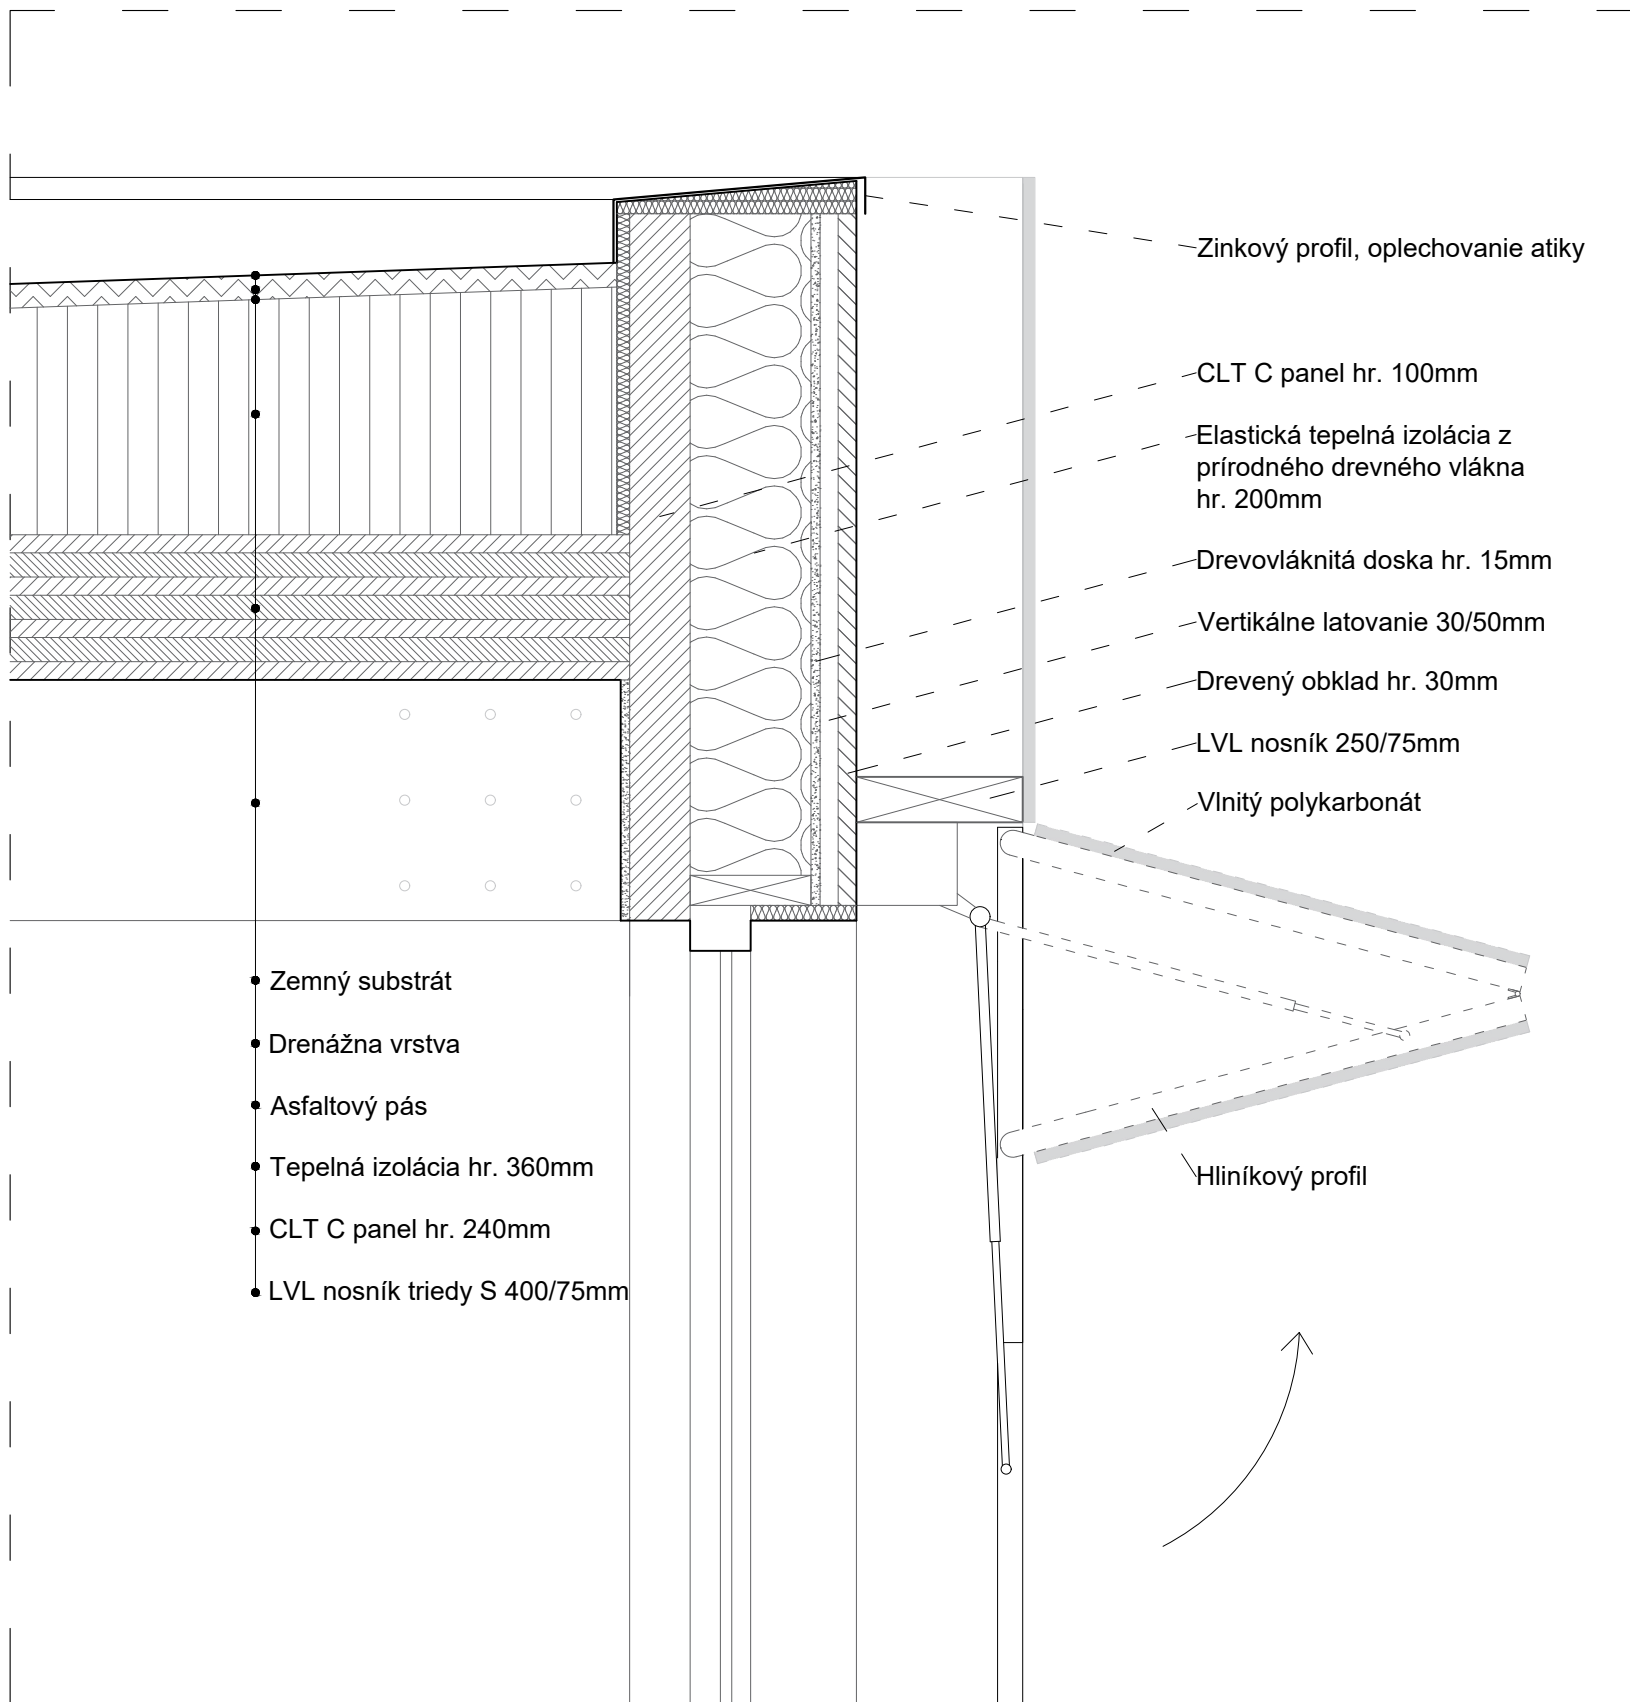 Zinkový profil, oplechovanie atiky
CLT C panel hr. 100mm
Elastická tepelná izolácia z
prírodného drevného vlákna
hr. 200mm
Drevovláknitá doska hr. 15mm
Vertikálne latovanie 30/50mm
Drevený obklad hr. 30mm
LVL nosník 250/75mm
Vlnitý polykarbonát
Hliníkový profil
Zemný substrát
Drenážna vrstva
Asfaltový pás
Tepelná izolácia hr. 360mm
CLT C panel hr. 240mm
LVL nosník triedy S 400/75mm